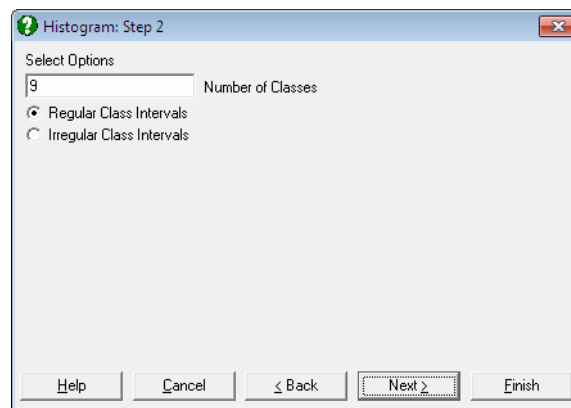 Histogram: Step 2
Select Options
9 Number of Classes
Regular Class Intervals
Irregular Class Intervals
Help Cancel < Back Next > Finish